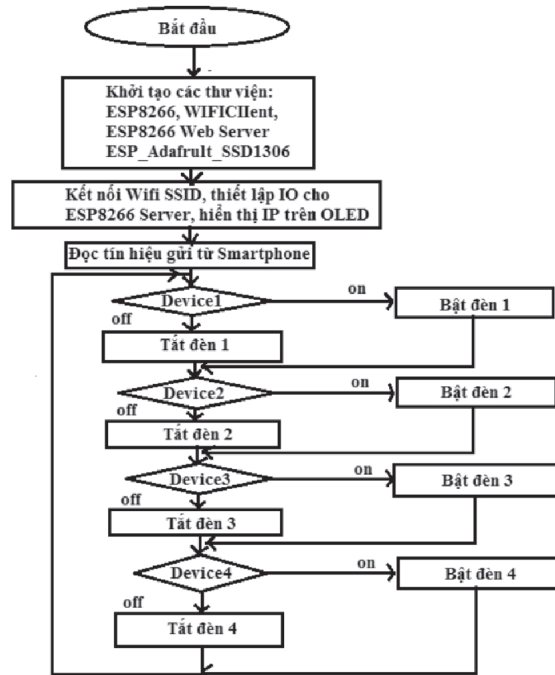 Bắt đầu
Khởi tạo các thư viện:
ESP8266, WIFIClIent,
ESP8266 Web Server
ESP_Adafruit_SSD1306
Kết nối Wifi SSID, thiết lập IO cho
ESP8266 Server, hiển thị IP trên OLED
Đọc tín hiệu gửi từ Smartphone
Device1
on
Bật đèn 1
off
Tắt đèn 1
Device2
on
Bật đèn 2
off
Tắt đèn 2
Device3
on
Bật đèn 3
off
Tắt đèn 3
Device4
on
Bật đèn 4
off
Tắt đèn 4